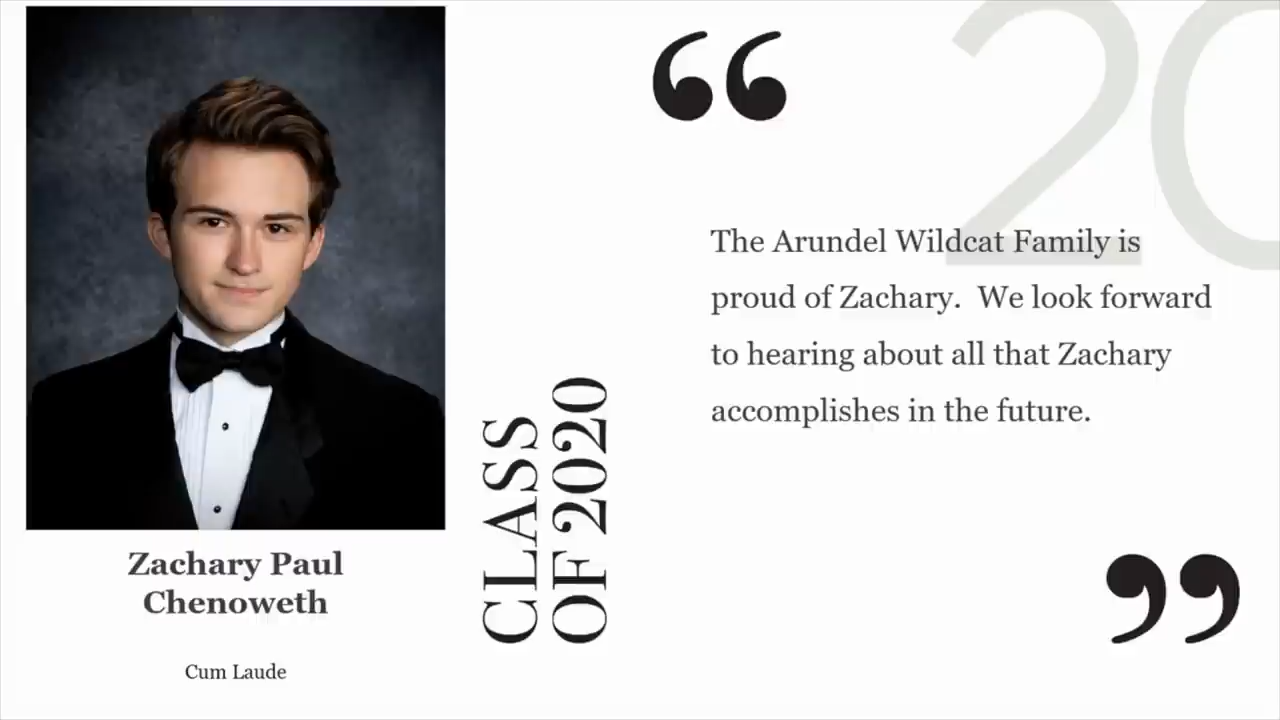 20
“
The Arundel Wildcat Family is
proud of Zachary.  We look forward
to hearing about all that Zachary
accomplishes in the future.
”
CLASS
OF 2020
Zachary Paul
Chenoweth
Cum Laude